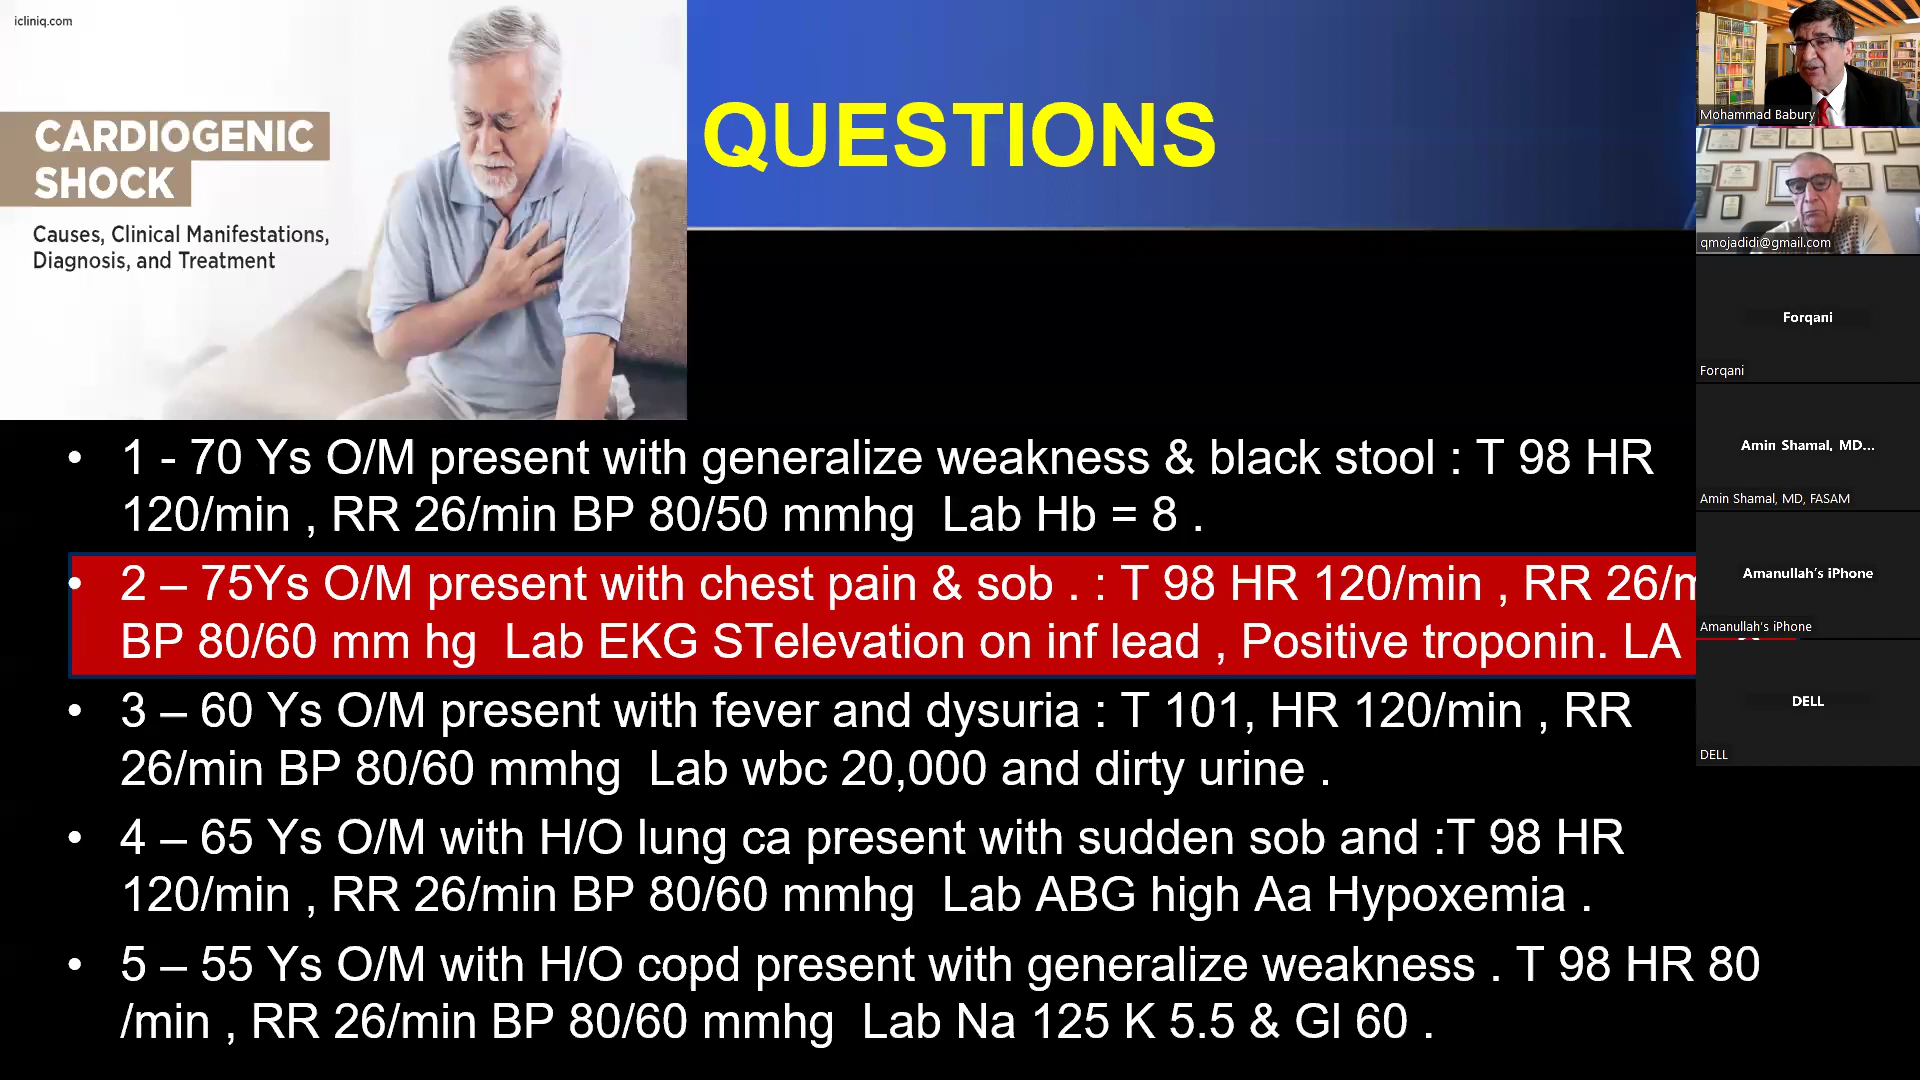 icliniq.com
CARDIOGENIC
SHOCK
Causes, Clinical Manifestations,
Diagnosis, and Treatment
QUESTIONS
• 1 - 70 Ys O/M present with generalize weakness & black stool : T 98 HR
120/min , RR 26/min BP 80/50 mmhg Lab Hb = 8 .
• 2 – 75Ys O/M present with chest pain & sob . : T 98 HR 120/min , RR 26/m
BP 80/60 mm hg Lab EKG STelevation on inf lead , Positive troponin. LA
• 3 – 60 Ys O/M present with fever and dysuria : T 101, HR 120/min , RR
26/min BP 80/60 mmhg Lab wbc 20,000 and dirty urine .
• 4 – 65 Ys O/M with H/O lung ca present with sudden sob and :T 98 HR
120/min , RR 26/min BP 80/60 mmhg Lab ABG high Aa Hypoxemia .
• 5 – 55 Ys O/M with H/O copd present with generalize weakness . T 98 HR 80
/min , RR 26/min BP 80/60 mmhg Lab Na 125 K 5.5 & Gl 60 .
Mohammad Babury
qmojadidi@gmail.com
Forqani
Forqani
Amin Shamal, MD...
Amin Shamal, MD, FASAM
Amanullah's iPhone
Amanullah's iPhone
DELL
DELL